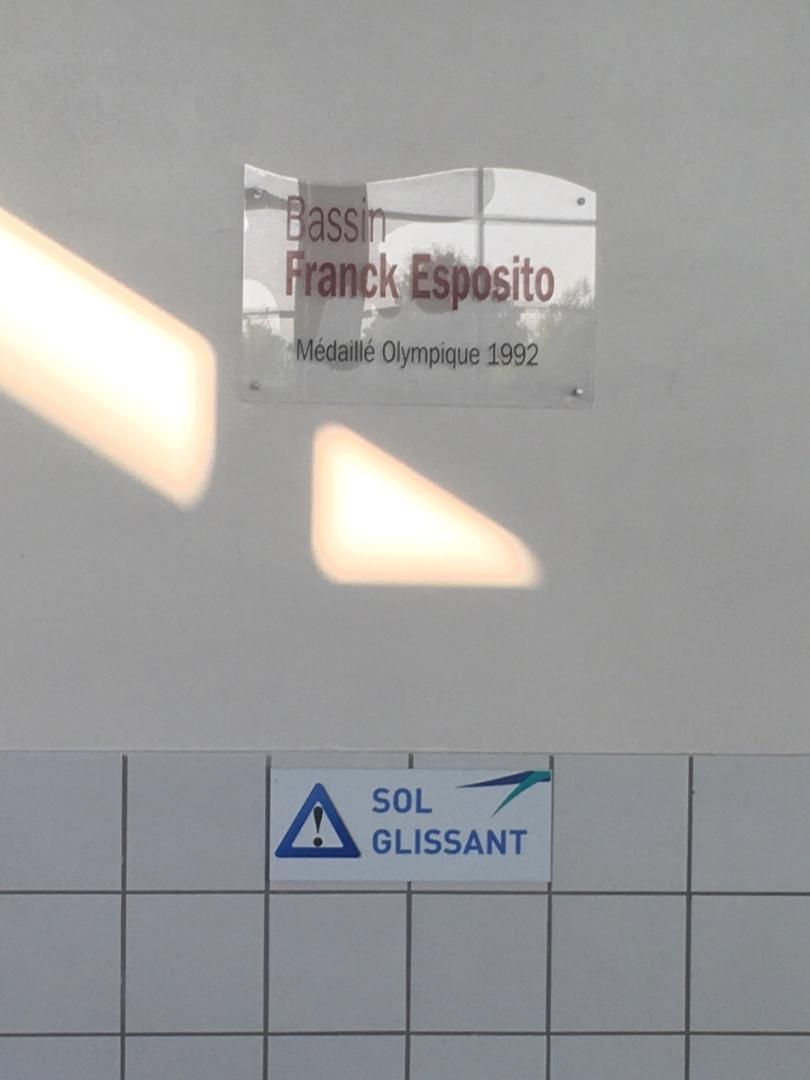 Bassin
Franck Esposito
Médaillé Olympique 1992
SOL
GLISSANT